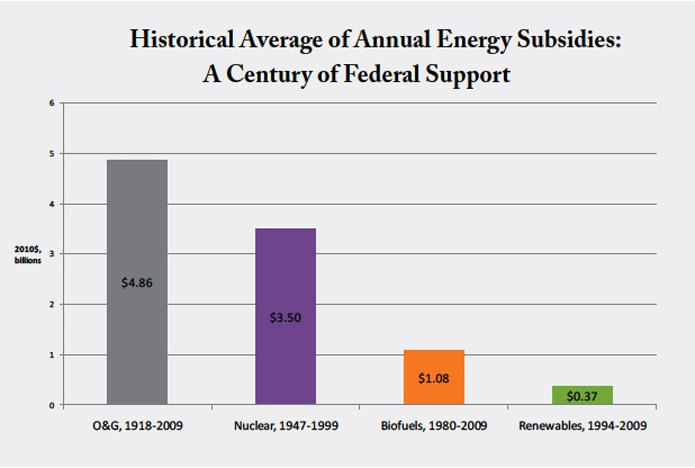 Historical Average of Annual Energy Subsidies:
A Century of Federal Support
6
5
4
2010$,
billions
3
2
1
0
$4.86
$3.50
$1.08
$0.37
O&G, 1918-2009
Nuclear, 1947-1999
Biofuels, 1980-2009
Renewables, 1994-2009